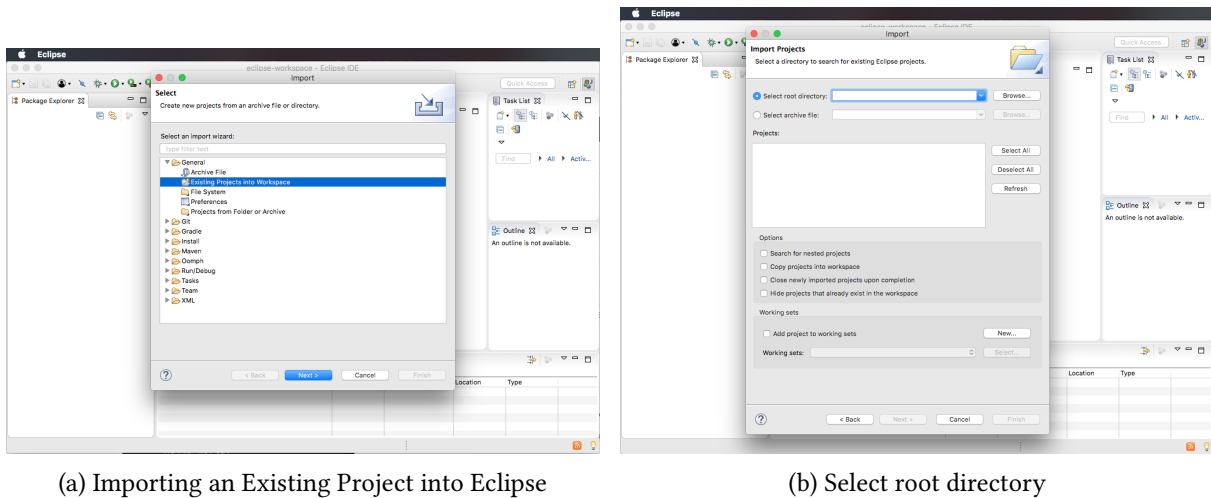 Eclipse
eclipse-workspace - Eclipse IDE
Import
Quick Access
Package Explorer
Select
Create new projects from an archive file or directory.
Task List
Select an import wizard:
type filter text
Find All Activ...
General
Archive File
Existing Projects into Workspace
File System
Preferences
Projects from Folder or Archive
Git
Gradle
Install
Maven
Oomph
Run/Debug
Tasks
Team
XML
Outline
An outline is not available.
? < Back Next > Cancel Finish
Location Type
(a) Importing an Existing Project into Eclipse
Eclipse
Import
Quick Access
Package Explorer
Import Projects
Select a directory to search for existing Eclipse projects.
Task List
Select root directory: Browse...
Select archive file: Browse...
Find All Activ...
Projects:
Select All
Deselect All
Refresh
Outline
An outline is not available.
Options
Search for nested projects
Copy projects into workspace
Close newly imported projects upon completion
Hide projects that already exist in the workspace
Working sets
Add project to working sets New...
Working sets: Select...
Location Type
? < Back Next > Cancel Finish
(b) Select root directory